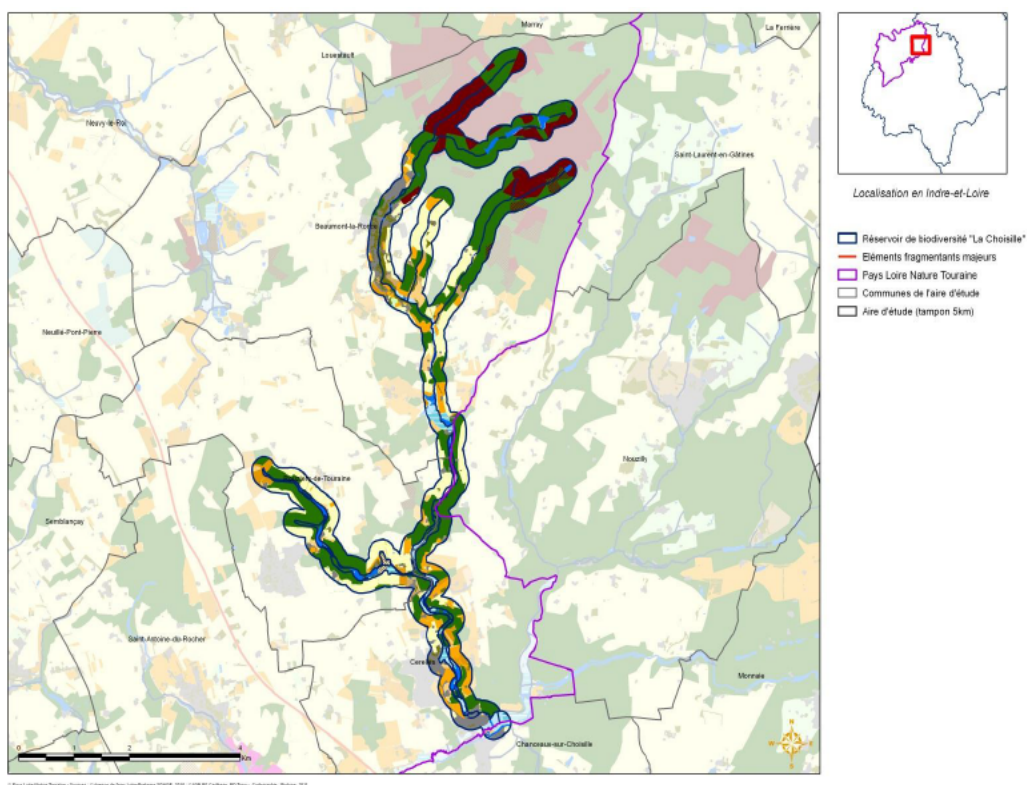 Marray
La Ferrière
Louestault
Neuvy-le-Roi
Saint-Laurent-en-Gâtines
Beaumont-la-Ronce
Neuillé-Pont-Pierre
Nouzilly
Semblançay
Saint-Antoine-du-Rocher
Cerelles
Monnaie
Chanceaux-sur-Choisille
0 1 2 4
Km
N
W E
S
Localisation en Indre-et-Loire
Réservoir de biodiversité "La Choisille"
Eléments fragmentants majeurs
Pays Loire Nature Touraine
Communes de l'aire d'étude
Aire d'étude (tampon 5km)